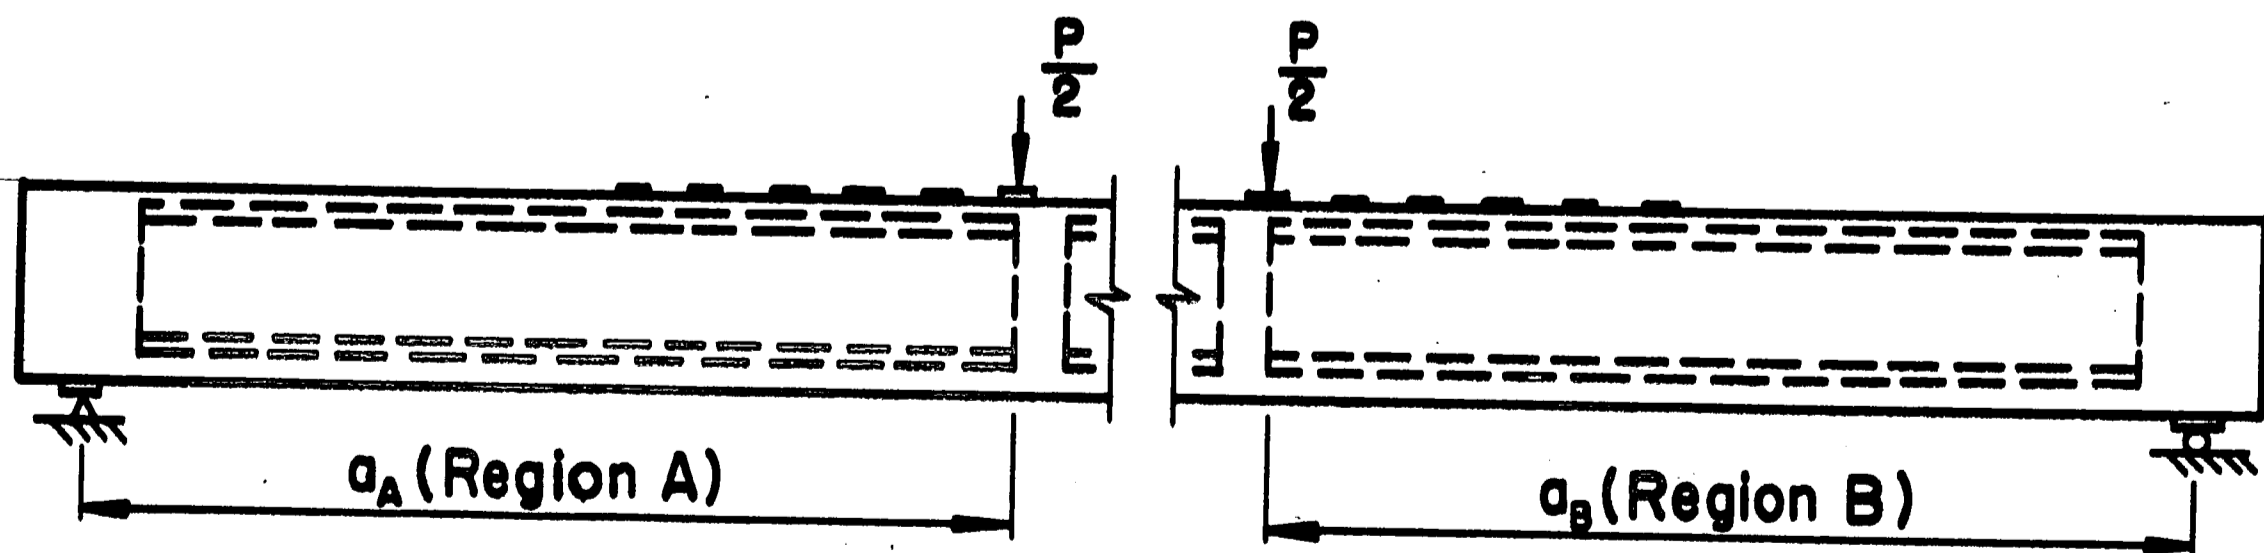 P/2 P/2
a_A (Region A) a_B (Region B)